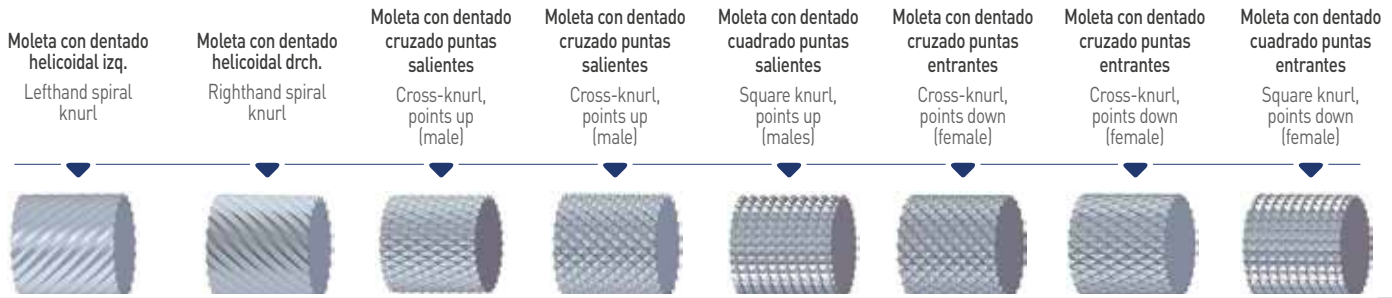 Moleta con dentado
helicoidal izq.
Lefthand spiral
knurl
Moleta con dentado
helicoidal drch.
Righthand spiral
knurl
Moleta con dentado
cruzado puntas
salientes
Cross-knurl,
points up
(male)
Moleta con dentado
cruzado puntas
salientes
Cross-knurl,
points up
(male)
Moleta con dentado
cuadrado puntas
salientes
Square knurl,
points up
(males)
Moleta con dentado
cruzado puntas
entrantes
Cross-knurl,
points down
(female)
Moleta con dentado
cruzado puntas
entrantes
Cross-knurl,
points down
(female)
Moleta con dentado
cuadrado puntas
entrantes
Square knurl,
points down
(female)